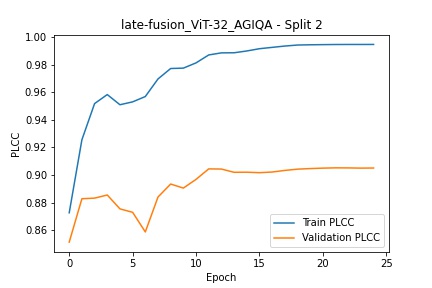 late-fusion_ViT-32_AGIQA - Split 2
PLCC
1.00
0.98
0.96
0.94
0.92
0.90
0.88
0.86
Train PLCC
Validation PLCC
0 5 10 15 20 25
Epoch